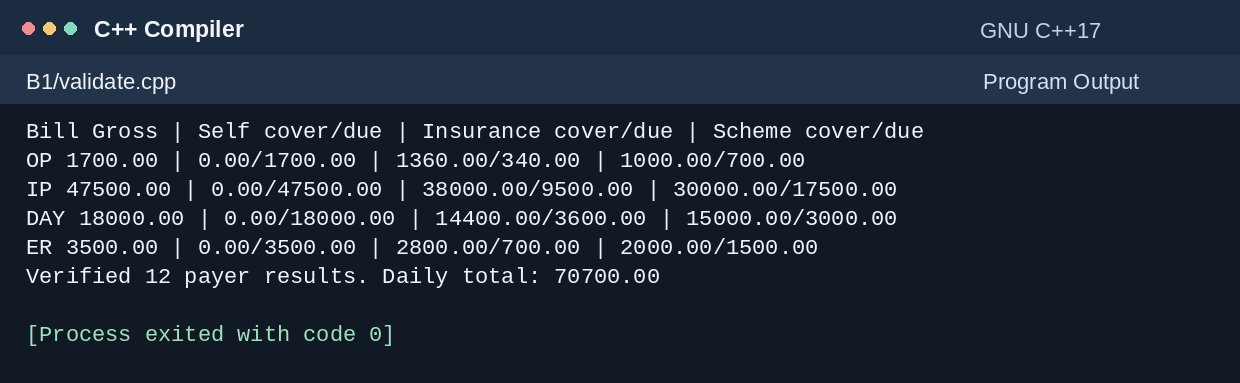 C++ Compiler
GNU C++17
B1/validate.cpp
Program Output
Bill Gross | Self cover/due | Insurance cover/due | Scheme cover/due
OP 1700.00 | 0.00/1700.00 | 1360.00/340.00 | 1000.00/700.00
IP 47500.00 | 0.00/47500.00 | 38000.00/9500.00 | 30000.00/17500.00
DAY 18000.00 | 0.00/18000.00 | 14400.00/3600.00 | 15000.00/3000.00
ER 3500.00 | 0.00/3500.00 | 2800.00/700.00 | 2000.00/1500.00
Verified 12 payer results. Daily total: 70700.00
[Process exited with code 0]